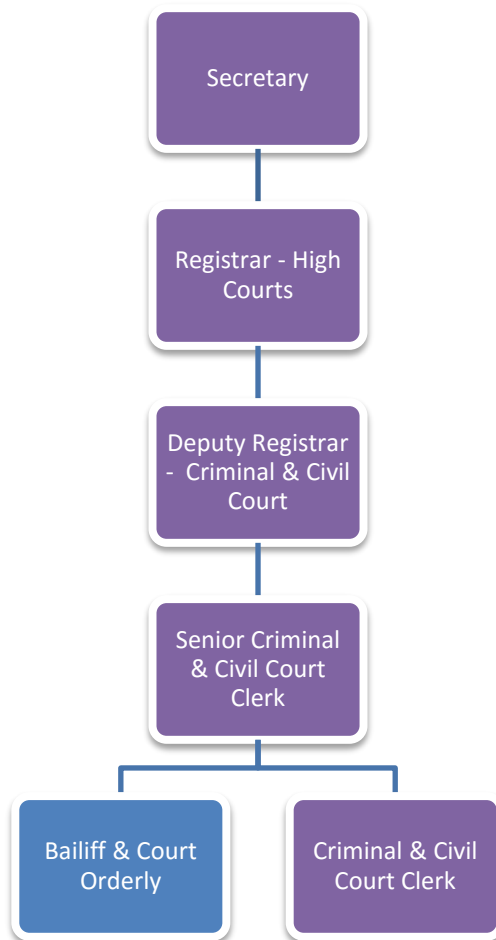 Secretary
Registrar - High
Courts
Deputy Registrar
- Criminal & Civil
Court
Senior Criminal
& Civil Court
Clerk
Bailiff & Court
Orderly
Criminal & Civil
Court Clerk